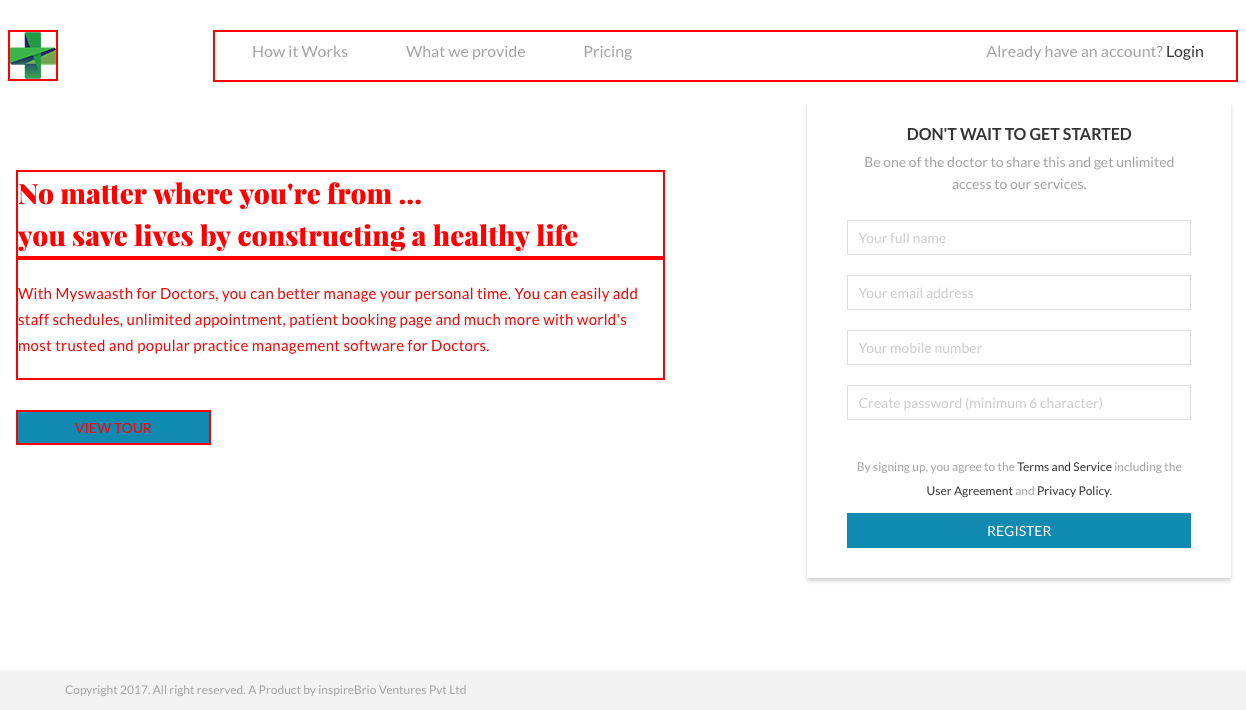 How it Works What we provide Pricing Already have an account? Login
No matter where you're from ...
you save lives by constructing a healthy life
With Myswaasth for Doctors, you can better manage your personal time. You can easily add
staff schedules, unlimited appointment, patient booking page and much more with world's
most trusted and popular practice management software for Doctors.
VIEW TOUR
DON'T WAIT TO GET STARTED
Be one of the doctor to share this and get unlimited
access to our services.
Your full name
Your email address
Your mobile number
Create password (minimum 6 character)
By signing up, you agree to the Terms and Service including the
User Agreement and Privacy Policy.
REGISTER
Copyright 2017. All right reserved. A Product by inspireBrio Ventures Pvt Ltd